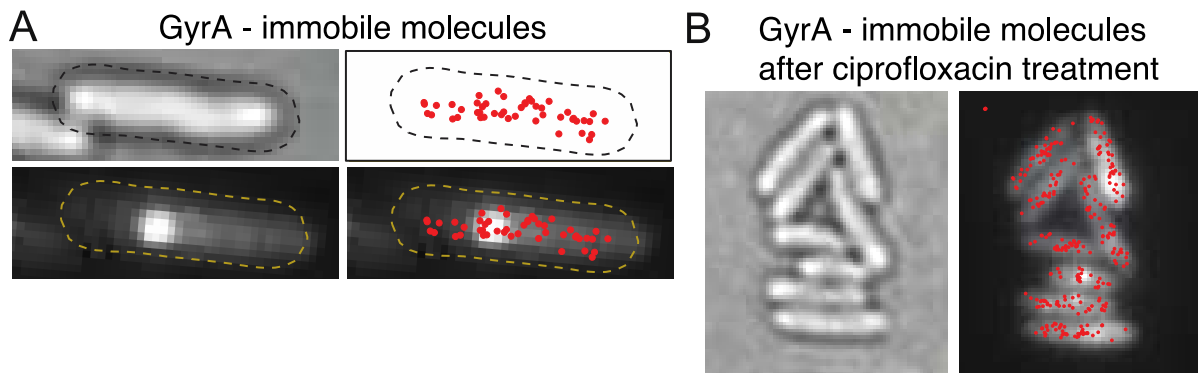 A
GyrA - immobile molecules
B
GyrA - immobile molecules
after ciprofloxacin treatment